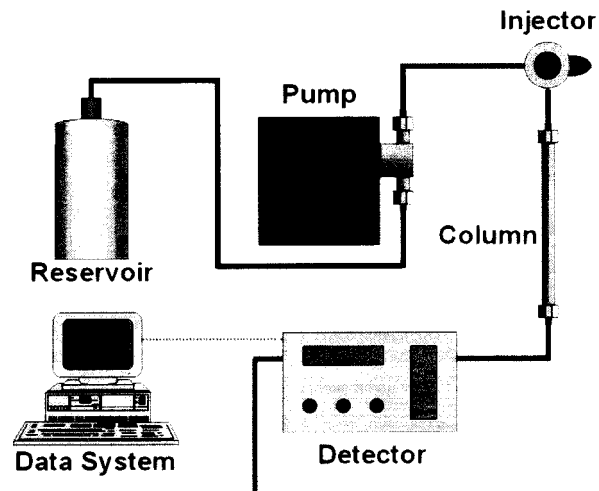 Injector
Pump
Reservoir
Column
Data System
Detector